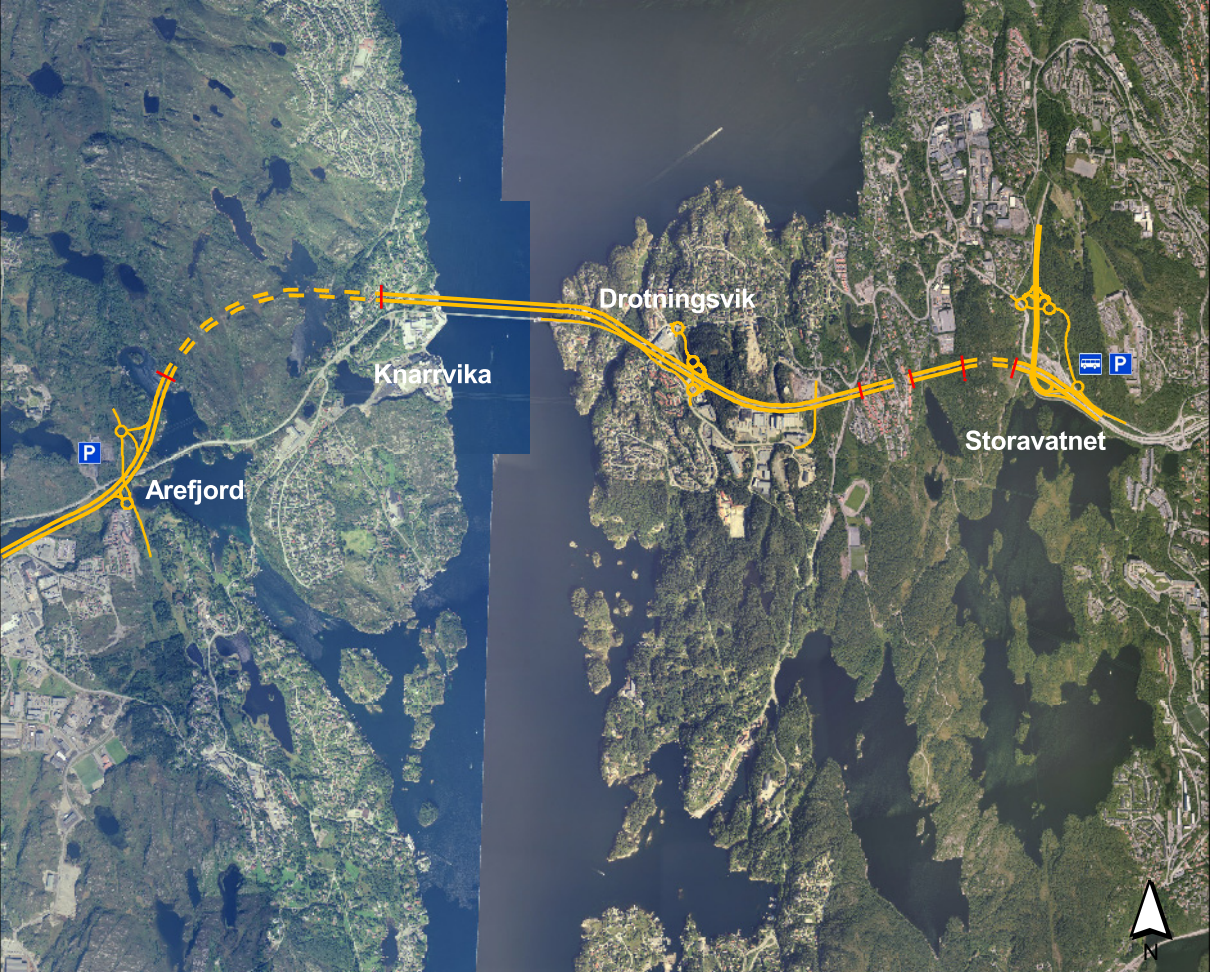 Drotningsvik
Knarrvika
P
Storavatnet
P
Arefjord
N